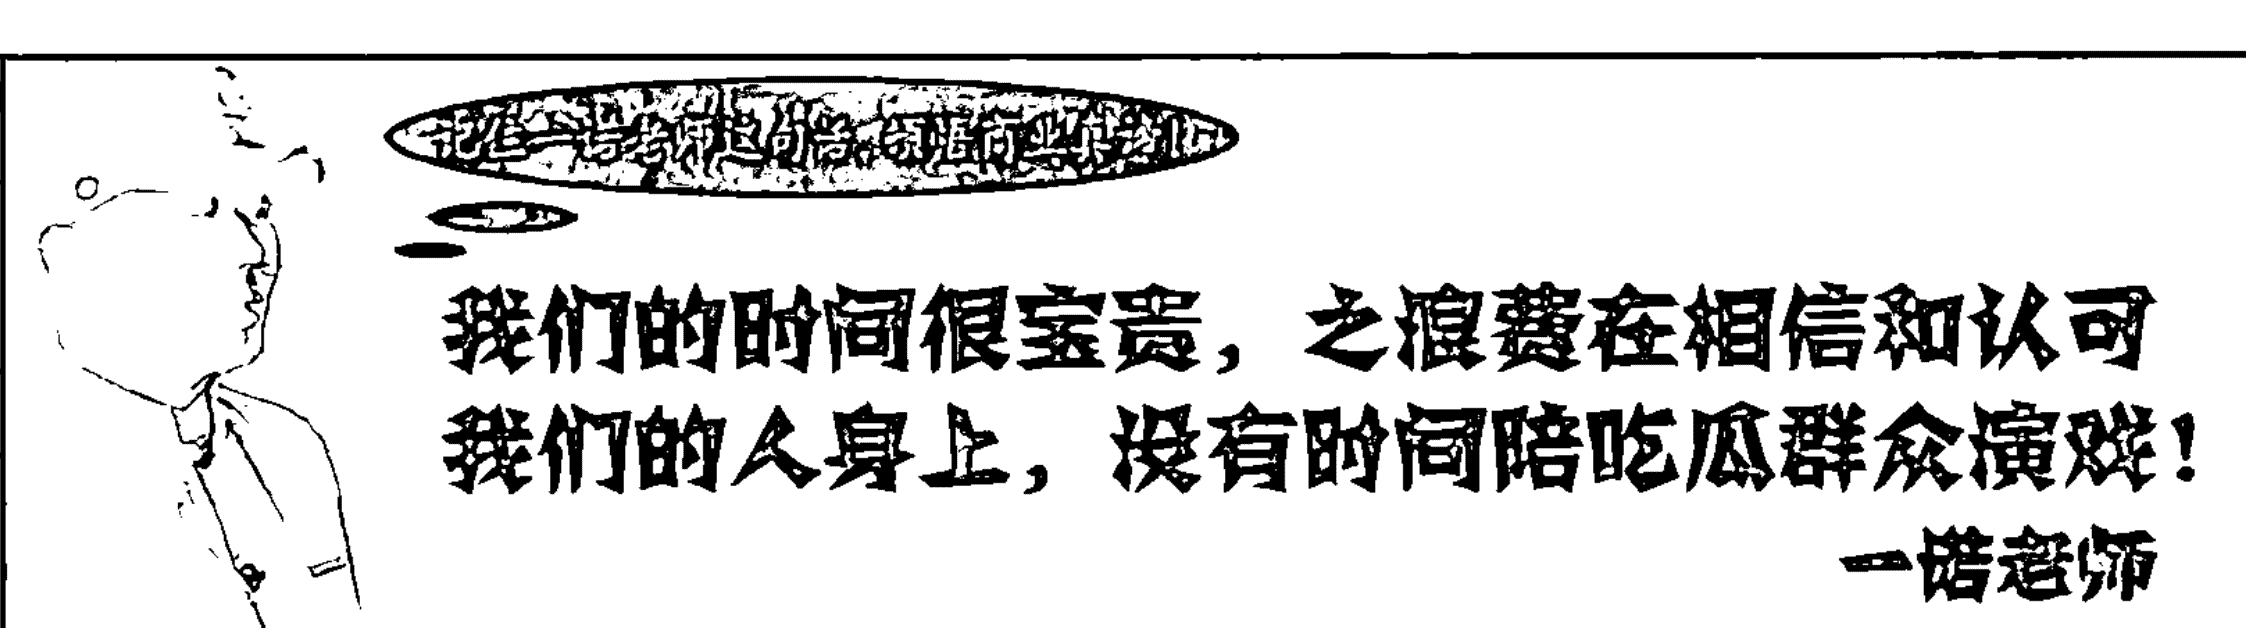 我们的时间很宝贵，之浪费在相信和认可
我们的人身上，没有时间陪吃瓜群众演戏！
一诺老师